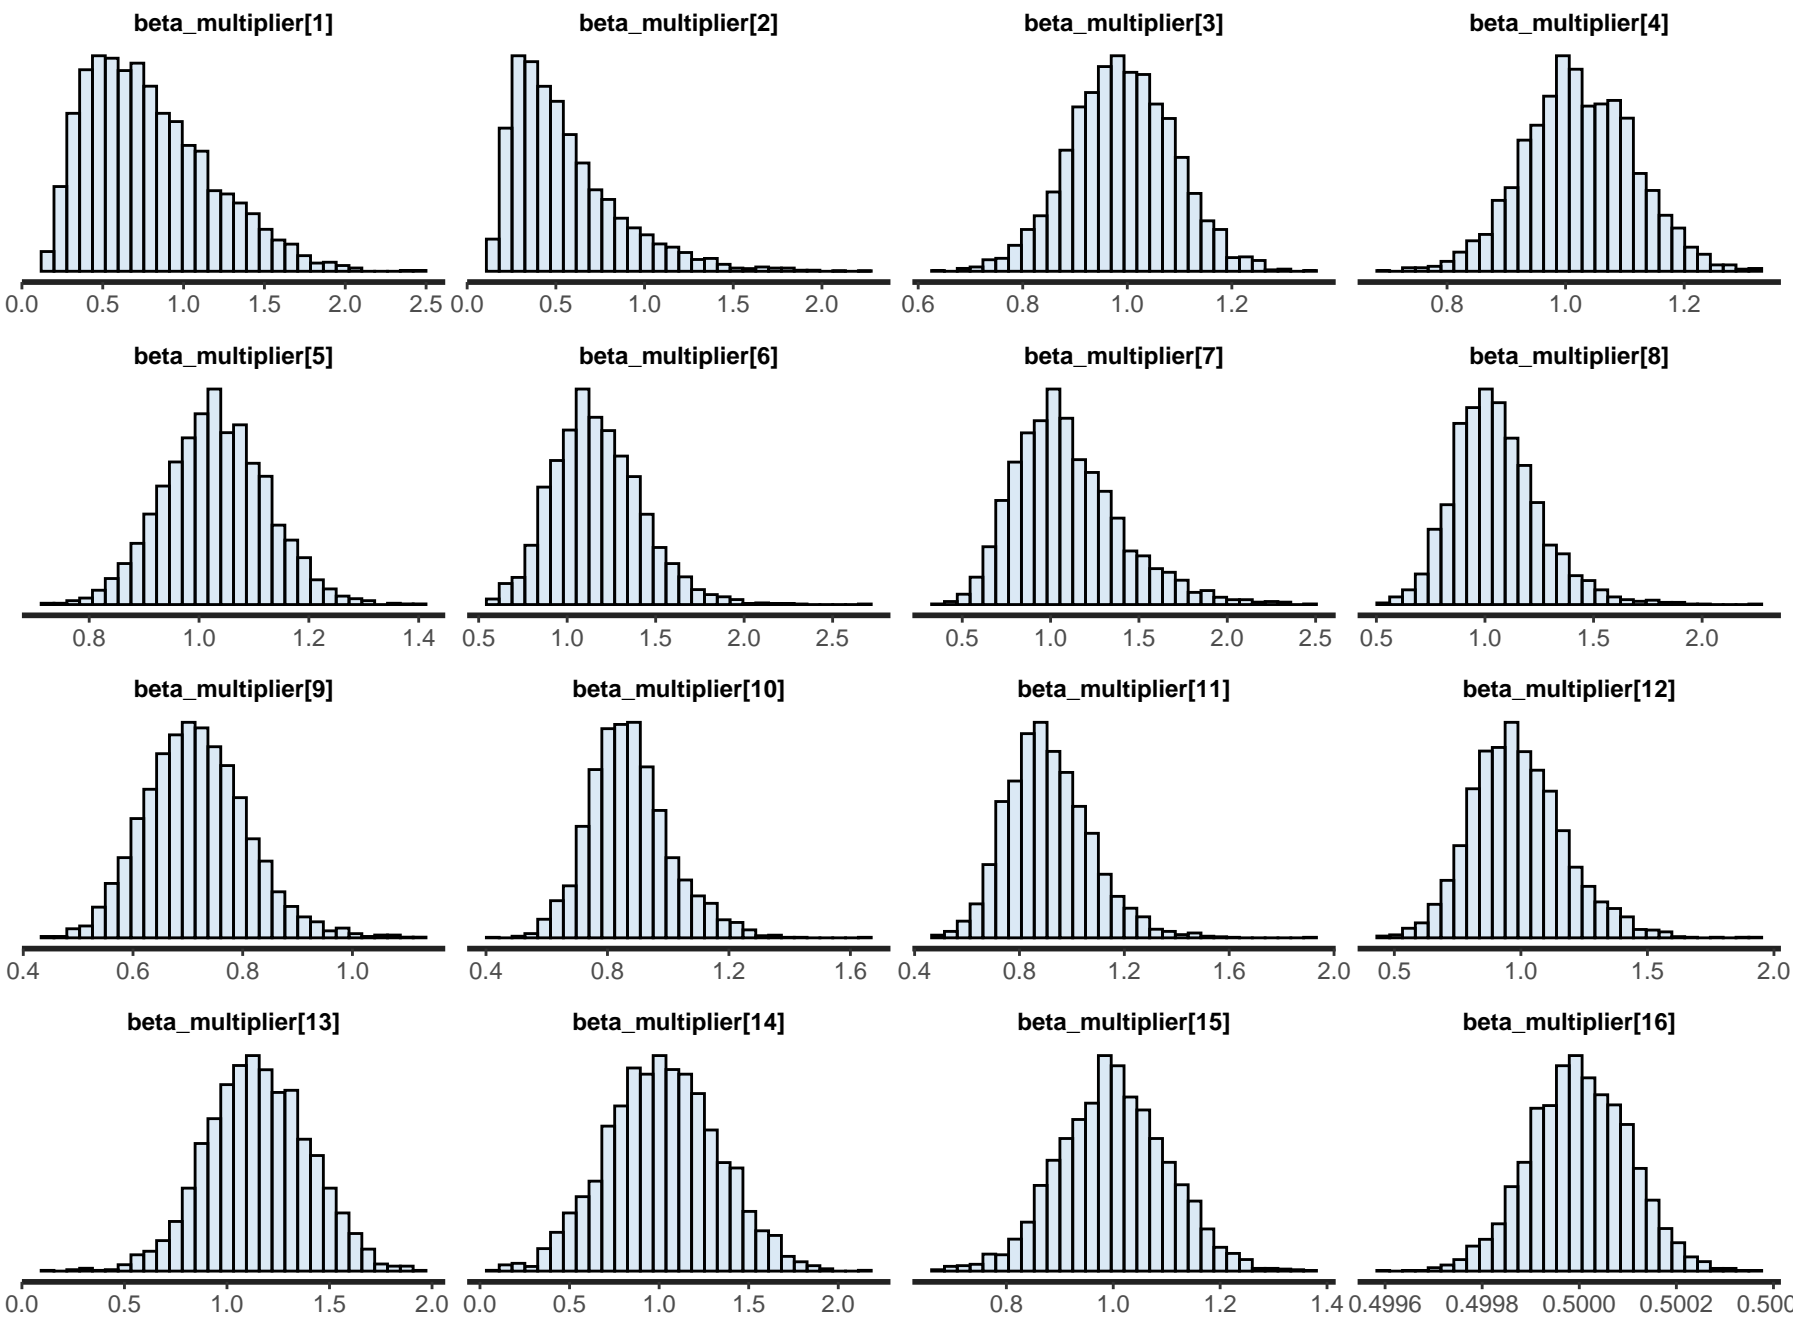 beta_multiplier[1] beta_multiplier[2] beta_multiplier[3] beta_multiplier[4]
0.0 0.5 1.0 1.5 2.0 2.5 0.0 0.5 1.0 1.5 2.0 0.6 0.8 1.0 1.2 0.8 1.0 1.2
beta_multiplier[5] beta_multiplier[6] beta_multiplier[7] beta_multiplier[8]
0.8 1.0 1.2 1.4 0.5 1.0 1.5 2.0 2.5 0.5 1.0 1.5 2.0 2.5 0.5 1.0 1.5 2.0
beta_multiplier[9] beta_multiplier[10] beta_multiplier[11] beta_multiplier[12]
0.4 0.6 0.8 1.0 0.4 0.8 1.2 1.6 0.4 0.8 1.2 1.6 2.0 0.5 1.0 1.5 2.0
beta_multiplier[13] beta_multiplier[14] beta_multiplier[15] beta_multiplier[16]
0.0 0.5 1.0 1.5 2.0 0.0 0.5 1.0 1.5 2.0 0.8 1.0 1.2 1.4 0.4996 0.4998 0.5000 0.5002